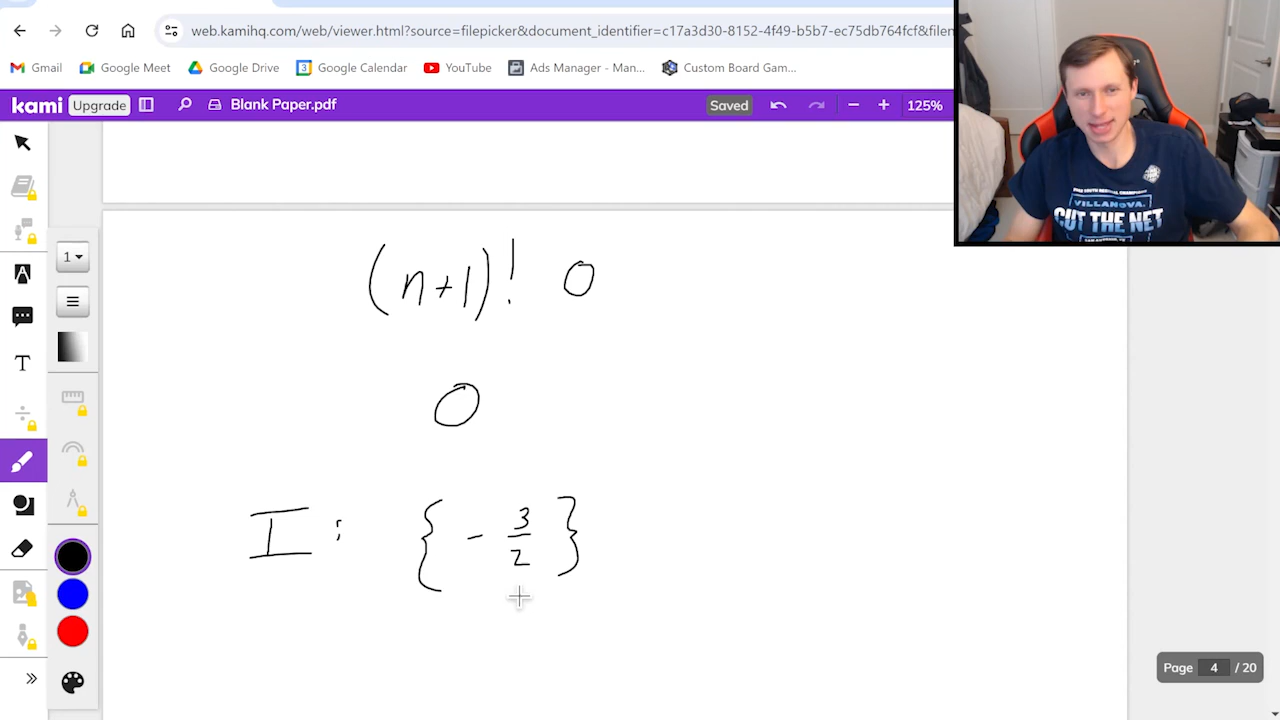 web.kamihq.com/web/viewer.html?source=filepicker&document_identifier=c17a3d30-8152-4f49-b5b7-ec75db764fcf&filen
Gmail Google Meet Google Drive Google Calendar YouTube Ads Manager - Man... Custom Board Gam...
kami Upgrade Blank Paper.pdf Saved 125%
VILLANOVA.
CUT THE NET
1
T
(n+1)! 0
0
I: {- 3/2}
Page 4 / 20